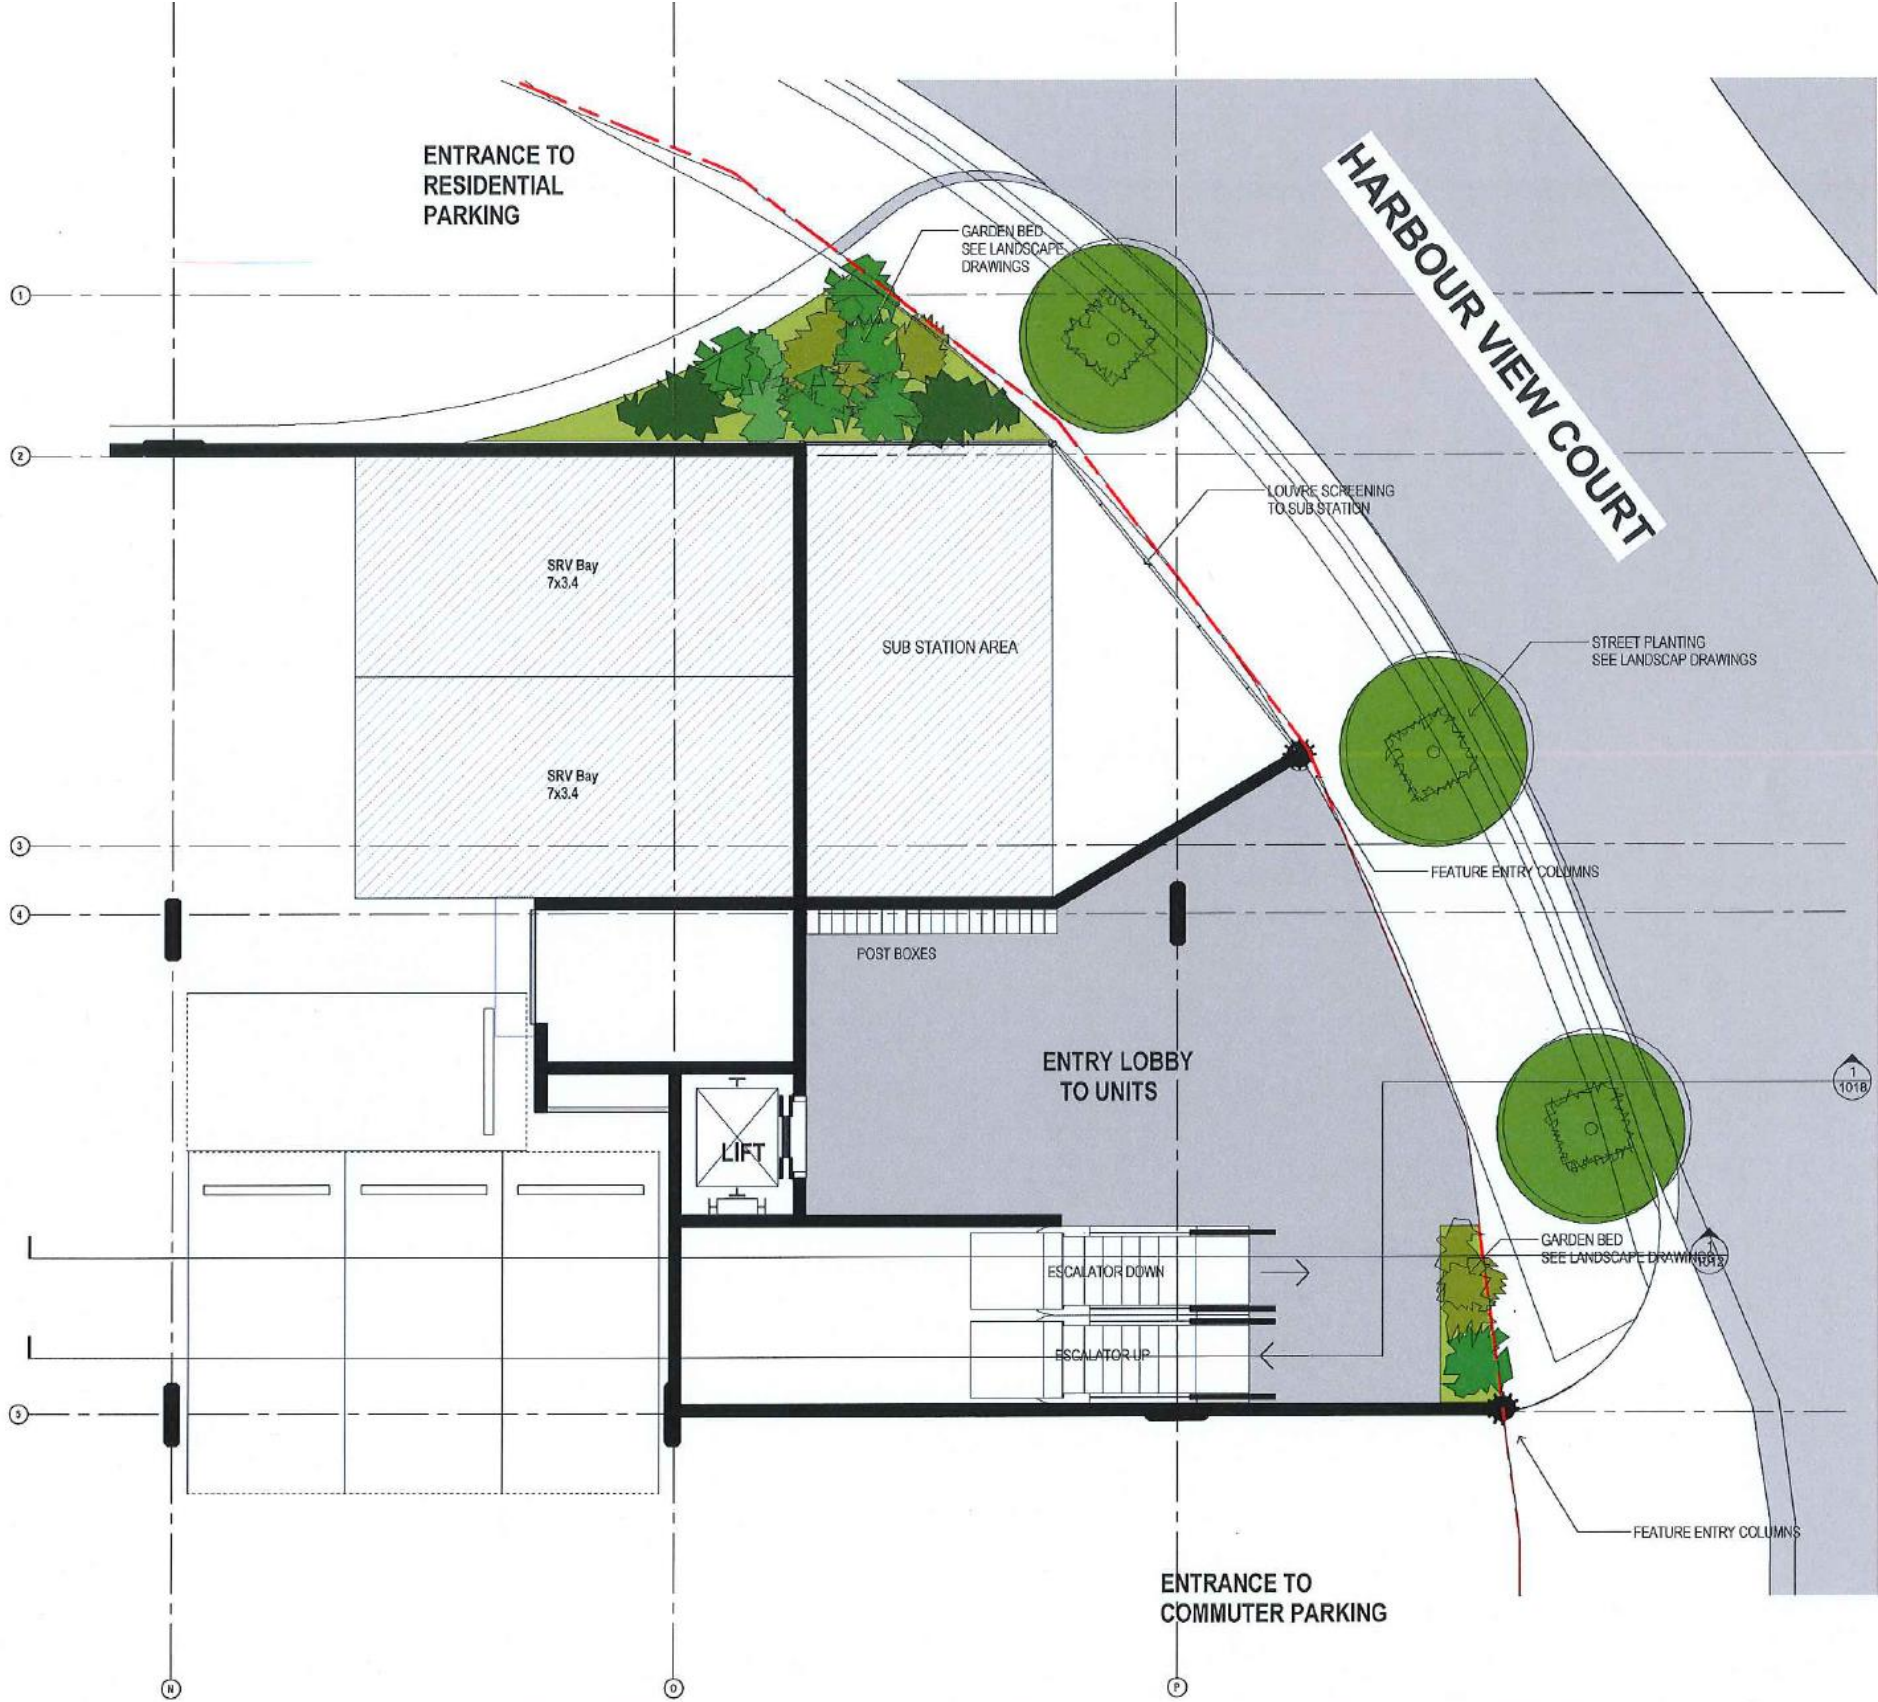 ENTRANCE TO
RESIDENTIAL
PARKING
GARDEN BED
SEE LANDSCAPE
DRAWINGS
HARBOUR VIEW COURT
1
2
LOUVRE SCREENING
TO SUB STATION
SRV Bay
7x3.4
SUB STATION AREA
STREET PLANTING
SEE LANDSCAP DRAWINGS
SRV Bay
7x3.4
3
FEATURE ENTRY COLUMNS
4
POST BOXES
ENTRY LOBBY
TO UNITS
1
1018
LIFT
GARDEN BED
SEE LANDSCAPE DRAWINGS
1
1012
ESCALATOR DOWN
ESCALATOR UP
5
FEATURE ENTRY COLUMNS
ENTRANCE TO
COMMUTER PARKING
N
O
P